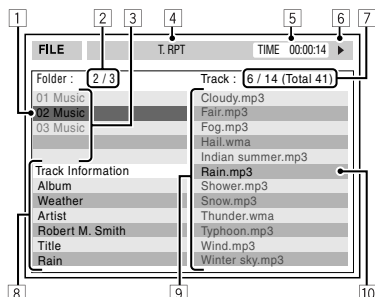 1 2 3 4 5 6 7
FILE T. RPT TIME 00:00:14
Folder : 2 / 3 Track : 6 / 14 (Total 41)
01 Music
02 Music
03 Music
Track Information
Album
Weather
Artist
Robert M. Smith
Title
Rain
Cloudy.mp3
Fair.mp3
Fog.mp3
Hail.wma
Indian summer.mp3
Rain.mp3
Shower.mp3
Snow.mp3
Thunder.wma
Typhoon.mp3
Wind.mp3
Winter sky.mp3
8 9 10